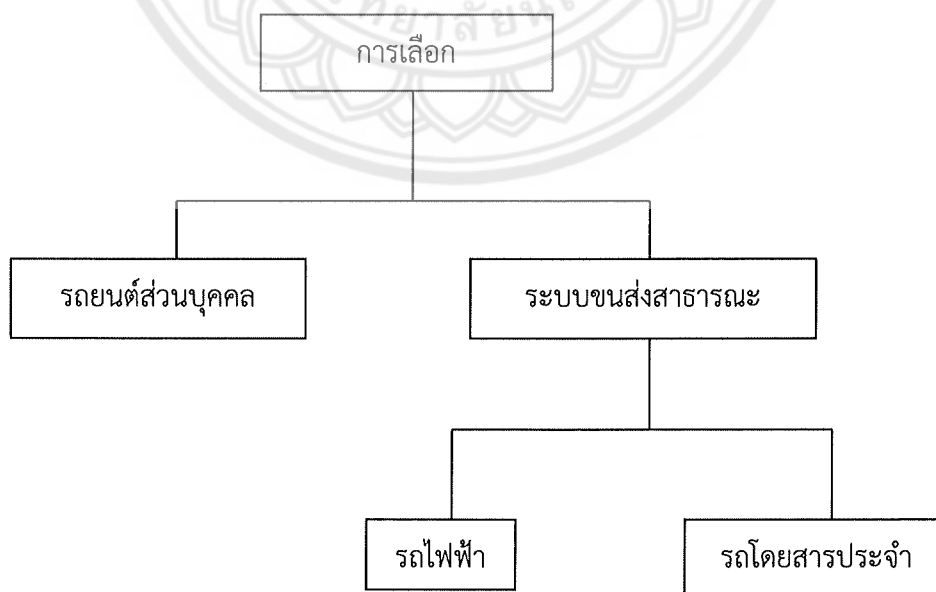 การเลือก
รถยนต์ส่วนบุคคล
ระบบขนส่งสาธารณะ
รถไฟฟ้า
รถโดยสารประจำ